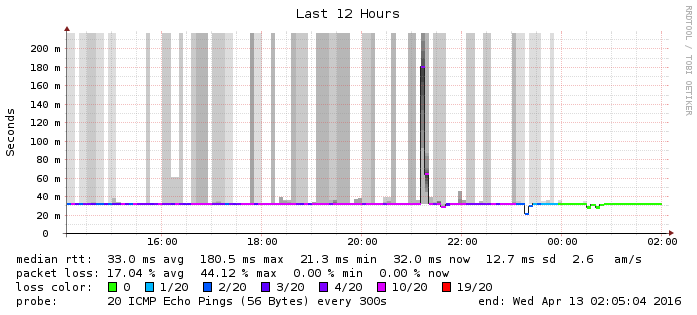 Last 12 Hours
RRDTOOL / TOBI OETIKER
Seconds
200 m
180 m
160 m
140 m
120 m
100 m
80 m
60 m
40 m
20 m
0
16:00 18:00 20:00 22:00 00:00 02:00
median rtt: 33.0 ms avg 180.5 ms max 21.3 ms min 32.0 ms now 12.7 ms sd 2.6 am/s
packet loss: 17.04 % avg 44.12 % max 0.00 % min 0.00 % now
loss color: 0 1/20 2/20 3/20 4/20 10/20 19/20
probe: 20 ICMP Echo Pings (56 Bytes) every 300s end: Wed Apr 13 02:05:04 2016